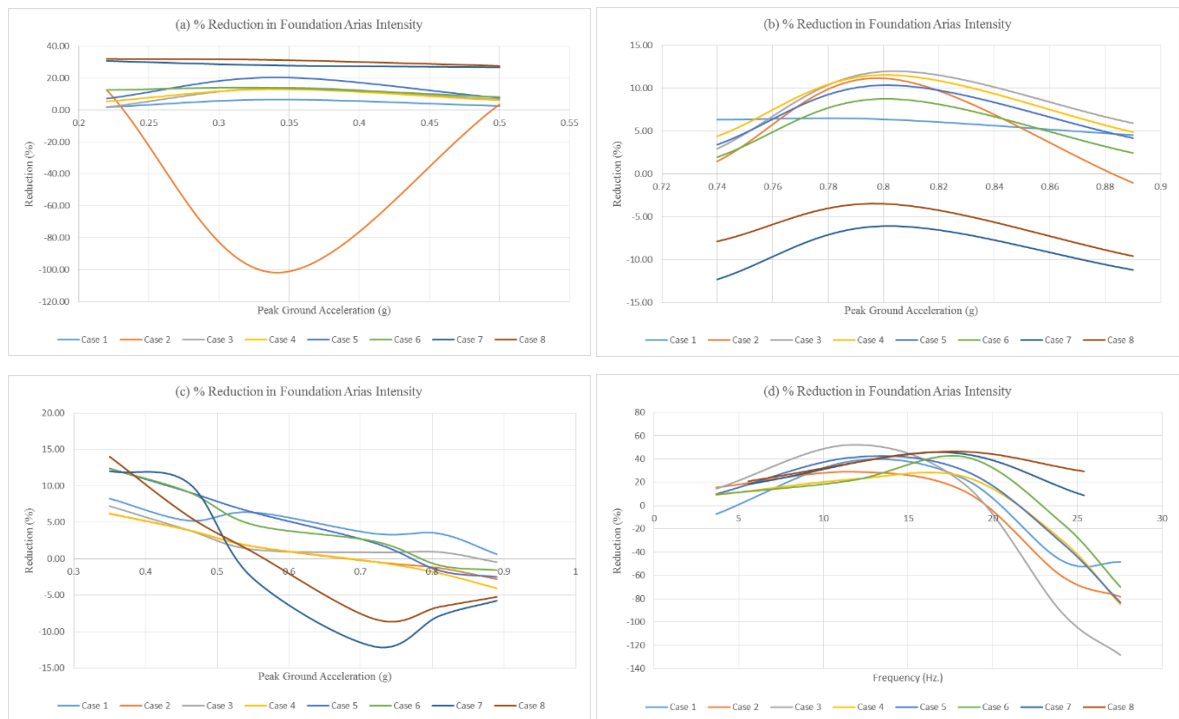 (a) % Reduction in Foundation Arias Intensity
40.00
20.00
0.00
-20.00
-40.00
-60.00
-80.00
-100.00
-120.00
0.2 0.25 0.3 0.35 0.4 0.45 0.5 0.55
Reduction (%)
Peak Ground Acceleration (g)
Case 1 Case 2 Case 3 Case 4 Case 5 Case 6 Case 7 Case 8
(b) % Reduction in Foundation Arias Intensity
15.00
10.00
5.00
0.00
-5.00
-10.00
-15.00
0.72 0.74 0.76 0.78 0.8 0.82 0.84 0.86 0.88 0.9
Reduction (%)
Peak Ground Acceleration (g)
Case 1 Case 2 Case 3 Case 4 Case 5 Case 6 Case 7 Case 8
(c) % Reduction in Foundation Arias Intensity
20.00
15.00
10.00
5.00
0.00
-5.00
-10.00
-15.00
0.3 0.4 0.5 0.6 0.7 0.8 0.9 1
Reduction (%)
Peak Ground Acceleration (g)
Case 1 Case 2 Case 3 Case 4 Case 5 Case 6 Case 7 Case 8
(d) % Reduction in Foundation Arias Intensity
80
60
40
20
0
-20
-40
-60
-80
-100
-120
-140
0 5 10 15 20 25 30
Reduction (%)
Frequency (Hz.)
Case 1 Case 2 Case 3 Case 4 Case 5 Case 6 Case 7 Case 8